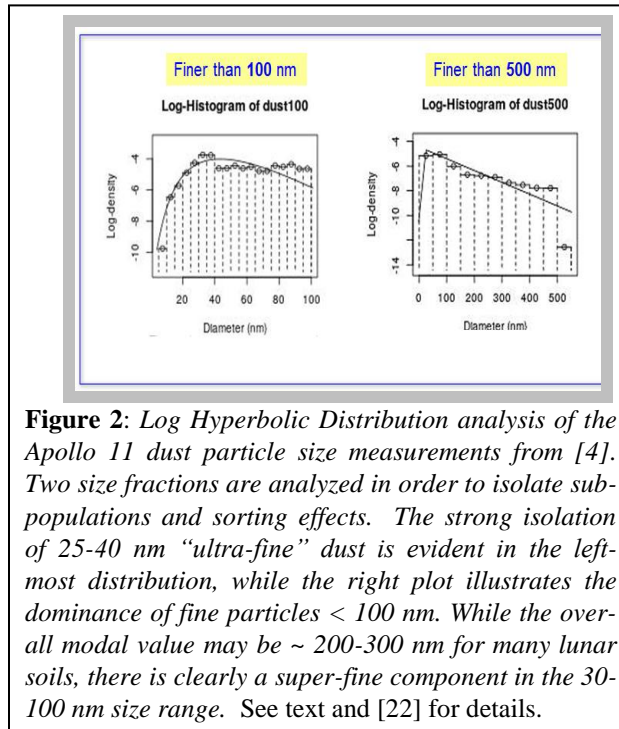 Finer than 100 nm
Log-Histogram of dust100
Log-density
-4
-6
-8
-10
20 40 60 80 100
Diameter (nm)
Finer than 500 nm
Log-Histogram of dust500
Log-density
-4
-6
-8
-10
-14
0 100 200 300 400 500
Diameter (nm)
Figure 2: Log Hyperbolic Distribution analysis of the
Apollo 11 dust particle size measurements from [4].
Two size fractions are analyzed in order to isolate sub-
populations and sorting effects. The strong isolation
of 25-40 nm “ultra-fine” dust is evident in the left-
most distribution, while the right plot illustrates the
dominance of fine particles < 100 nm. While the over-
all modal value may be ~ 200-300 nm for many lunar
soils, there is clearly a super-fine component in the 30-
100 nm size range. See text and [22] for details.